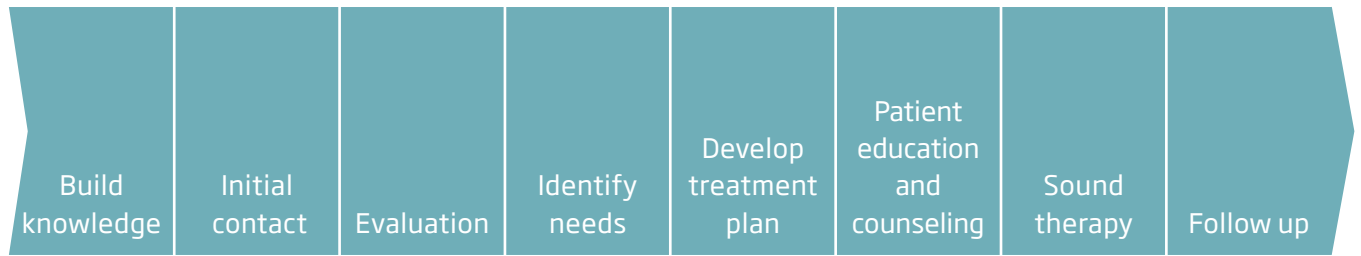 Build
knowledge
Initial
contact
Evaluation
Identify
needs
Develop
treatment
plan
Patient
education
and
counseling
Sound
therapy
Follow up